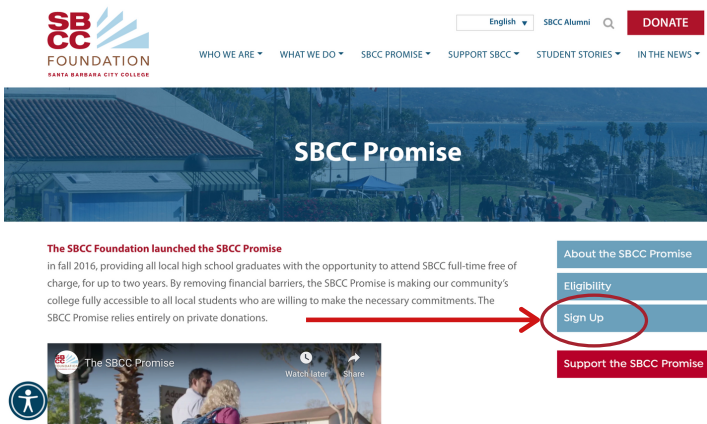 SB
CC
FOUNDATION
SANTA BARBARA CITY COLLEGE
English
SBCC Alumni
DONATE
WHO WE ARE
WHAT WE DO
SBCC PROMISE
SUPPORT SBCC
STUDENT STORIES
IN THE NEWS
SBCC Promise
The SBCC Foundation launched the SBCC Promise
in fall 2016, providing all local high school graduates with the opportunity to attend SBCC full-time free of
charge, for up to two years. By removing financial barriers, the SBCC Promise is making our community's
college fully accessible to all local students who are willing to make the necessary commitments. The
SBCC Promise relies entirely on private donations.
About the SBCC Promise
Eligibility
Sign Up
Support the SBCC Promise
The SBCC Promise
Watch later
Share